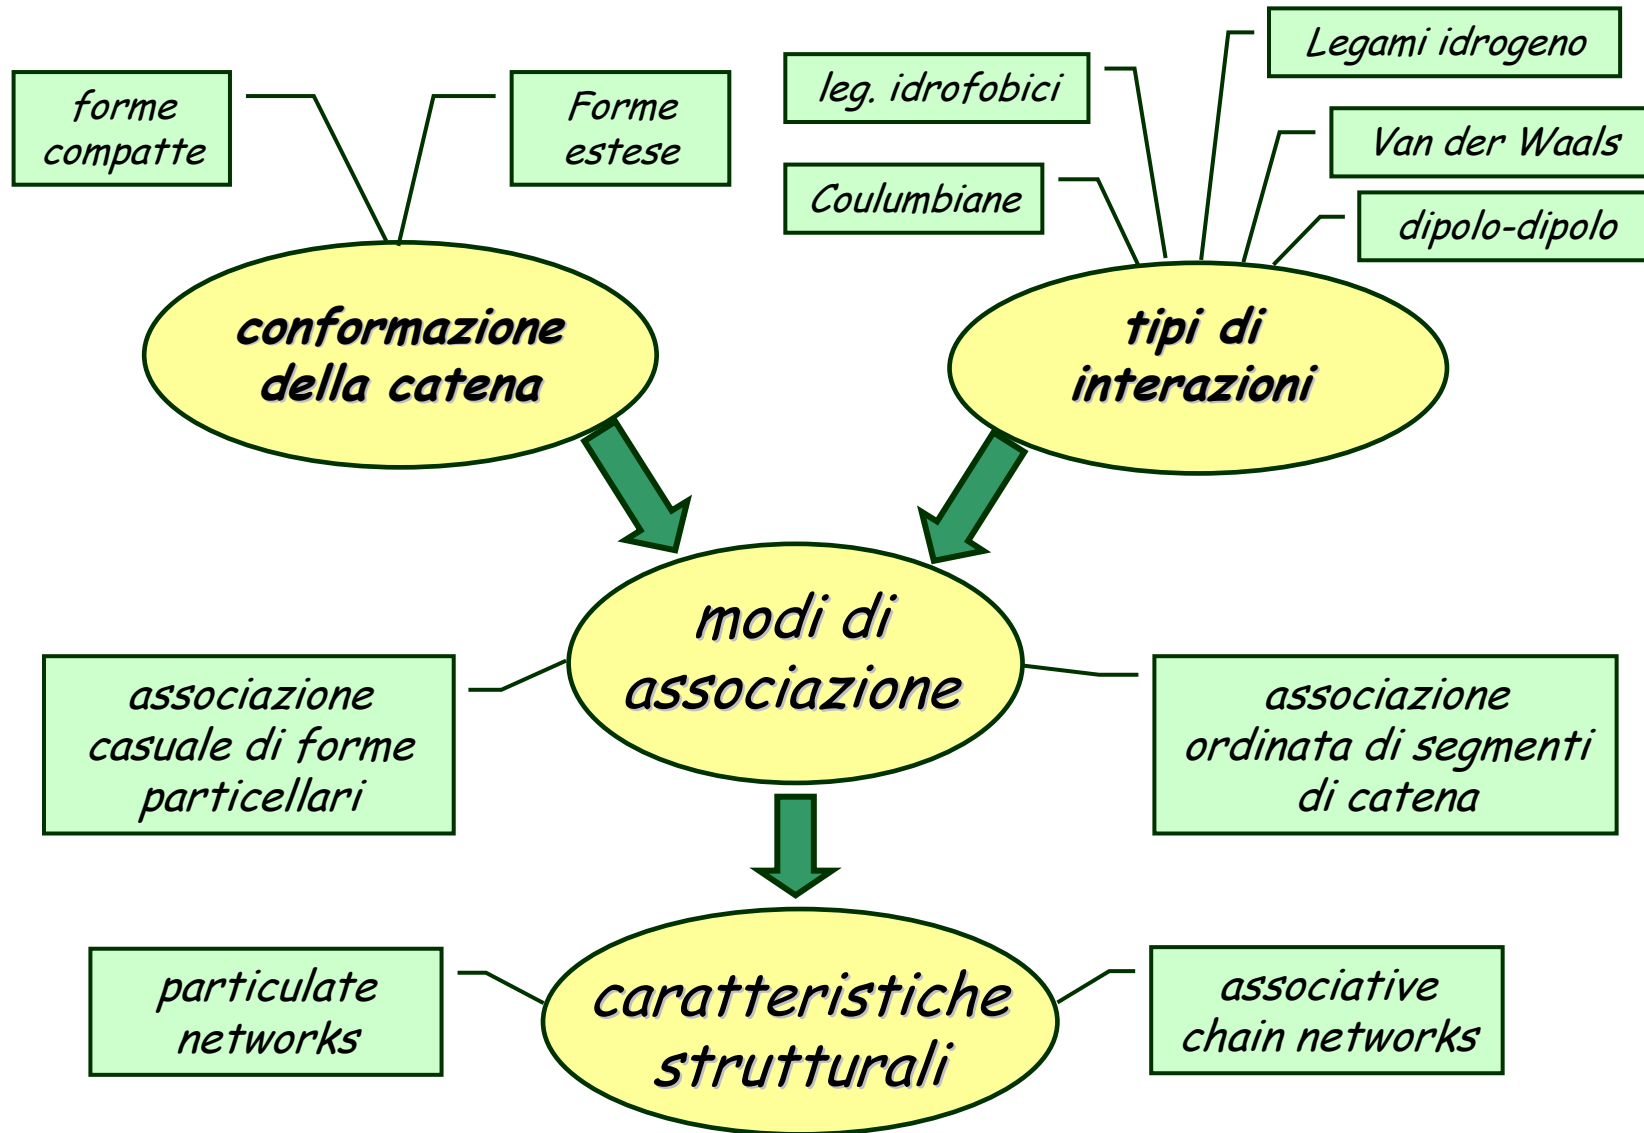 forme
compatte
Forme
estese
leg. idrofobici
Legami idrogeno
Coulumbiane
Van der Waals
dipolo-dipolo
conformazione
della catena
tipi di
interazioni
modi di
associazione
associazione
casuale di forme
particellari
associazione
ordinata di segmenti
di catena
particulate
networks
caratteristiche
strutturali
associative
chain networks